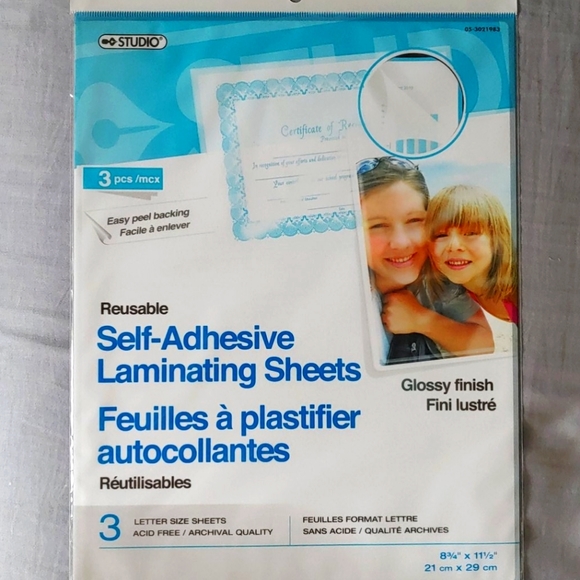 STUDIO®
05-3021983
Certificate of
3 pcs /mcx
Easy peel backing
Facile à enlever
Reusable
Self-Adhesive
Laminating Sheets
Glossy finish
Fini lustré
Feuilles à plastifier
autocollantes
Réutilisables
3 LETTER SIZE SHEETS
ACID FREE / ARCHIVAL QUALITY
FEUILLES FORMAT LETTRE
SANS ACIDE / QUALITÉ ARCHIVES
8¾" x 11½"
21 cm x 29 cm